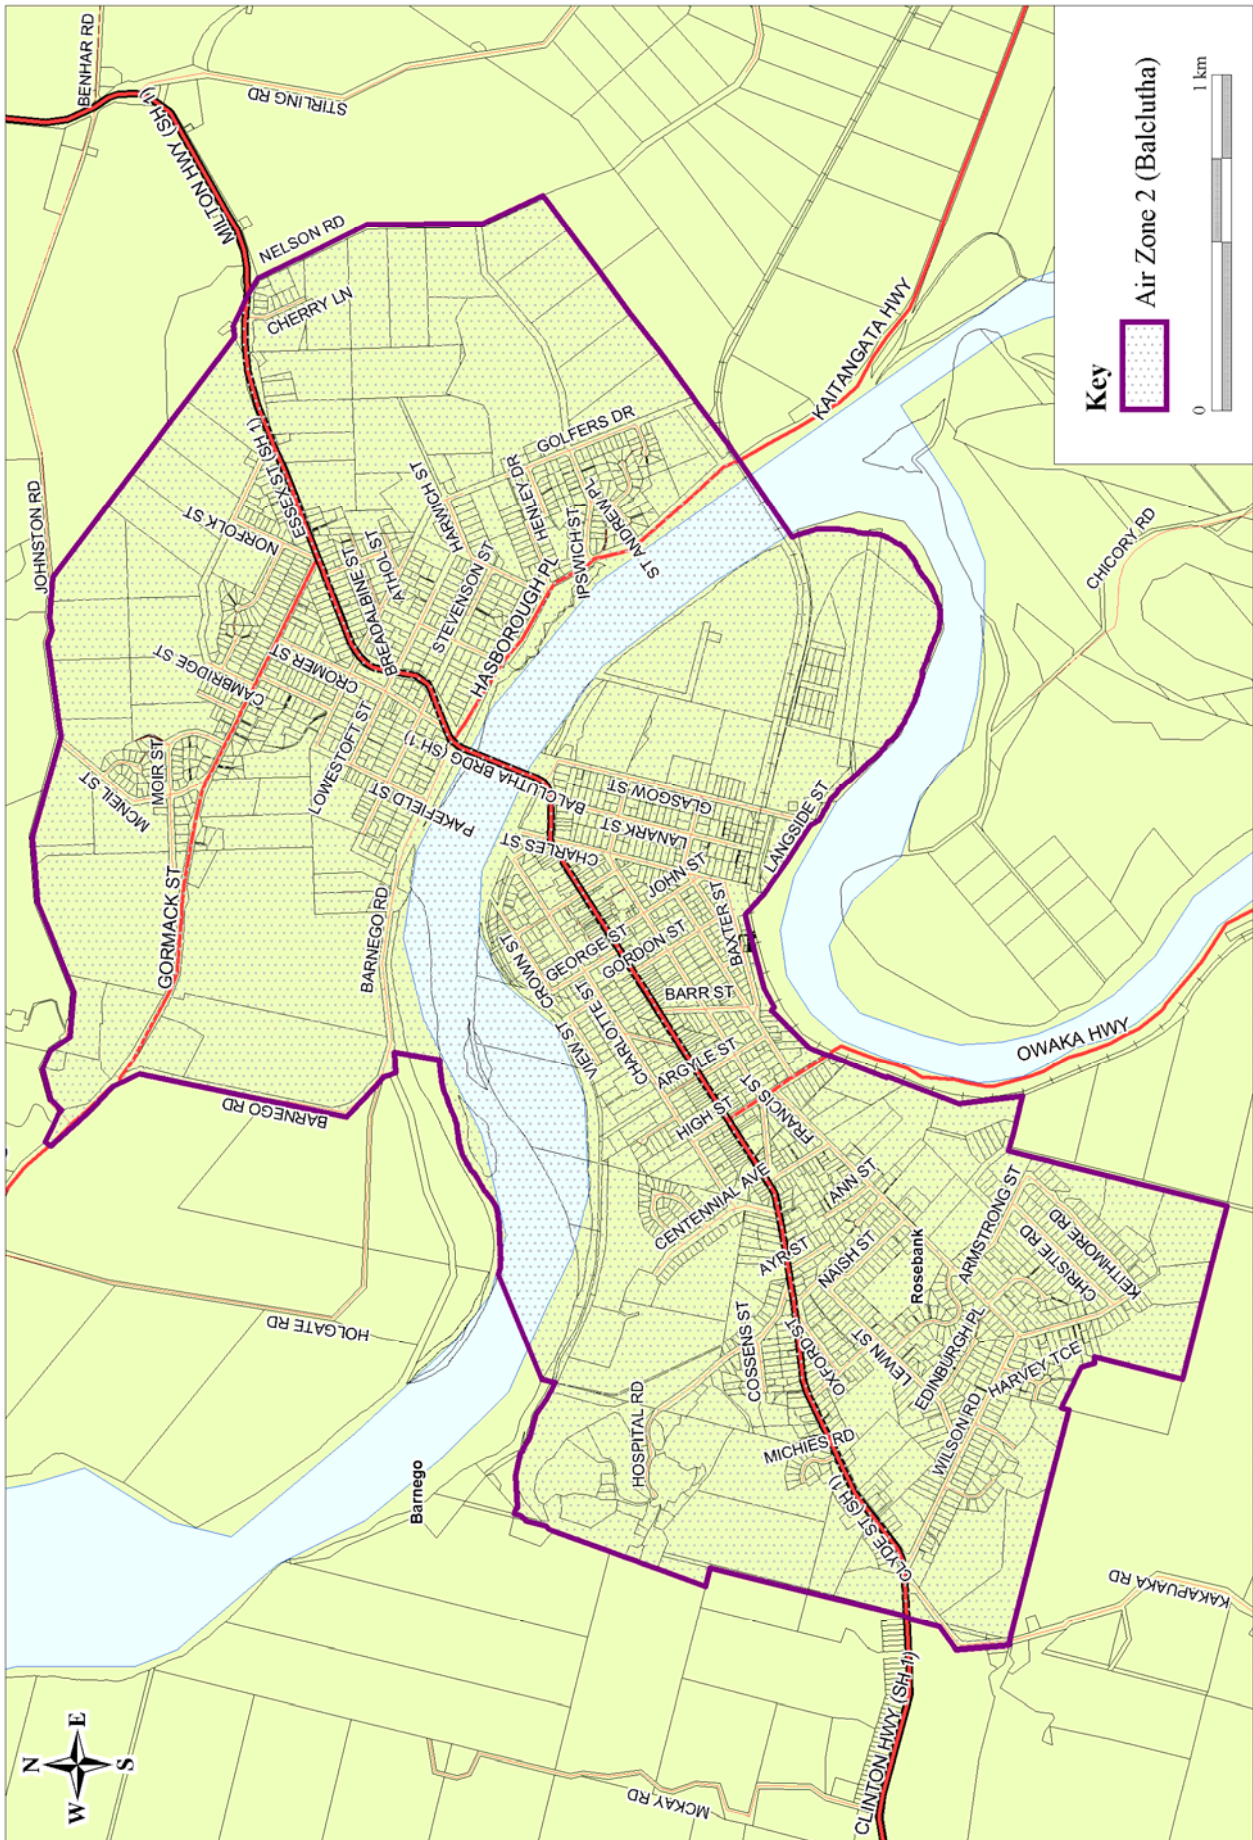 BENHAR RD
STIRLING RD
MILTON HWY (SH 1)
NELSON RD
CHERRY LN
JOHNSTON RD
ESSEX ST (SH 1)
NORFOLK ST
GOLFERS DR
HARWICH ST
HENLEY DR
ATHOL ST
BREADALBINE ST
IPSWICH ST
ST ANDREW PL
STEVENSON ST
HASBOROUGH PL
KAITANGATA HWY
CAMBRIDGE ST
CROMER ST
LOWESTOFT ST
MOIR ST
MCNEIL ST
PAKEFIELD ST
BALCLUTHA BRDG (SH 1)
GORMACK ST
BARNEGO RD
BARNEGO RD
HOLGATE RD
GLASGOW ST
LANARK ST
CHARLES ST
LANGSIDE ST
JOHN ST
BAXTER ST
GEORGE ST
GORDON ST
CROWN ST
BARR ST
CHARLOTTE ST
VIEW ST
ARGYLE ST
HIGH ST
FRANCIS ST
OWAKA HWY
CHICORY RD
CENTENNIAL AVE
ANN ST
AYR ST
NAISH ST
Rosebank
ARMSTRONG ST
CHRISTIE RD
KEITHMORE RD
COSSENS ST
OXFORD ST
LEWIN ST
EDINBURGH PL
HARVEY TCE
WILSON RD
HOSPITAL RD
MICHIES RD
CLYDE ST (SH 1)
Barnego
KAKAPUAKA RD
CLINTON HWY (SH 1)
MCKAY RD
N
W
E
S
Key
Air Zone 2 (Balclutha)
0
1 km